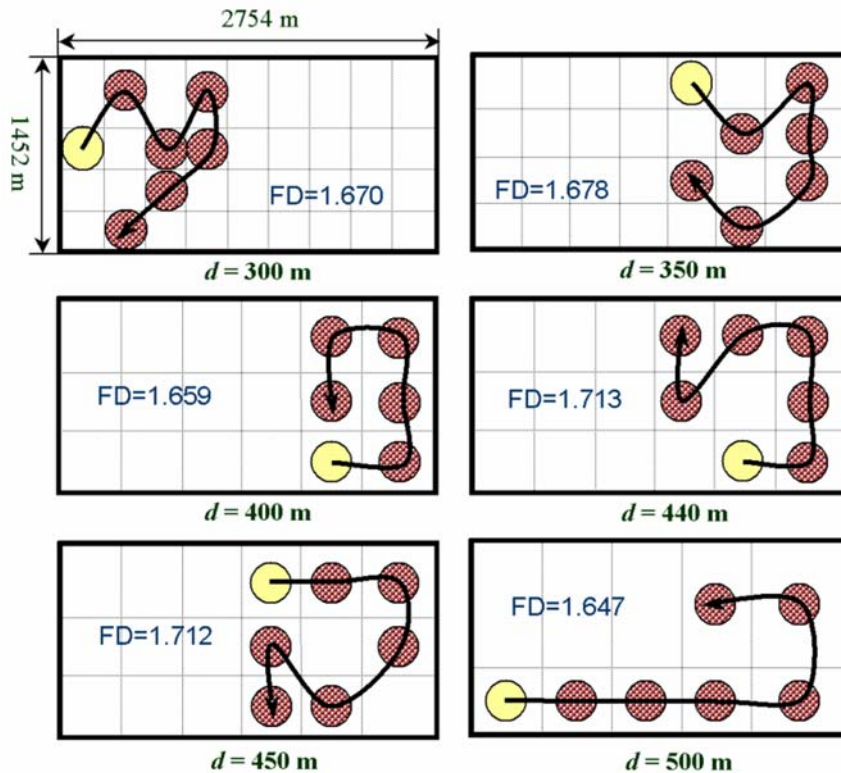 2754 m
1452 m
FD=1.670
FD=1.678
d = 300 m
d = 350 m
FD=1.659
FD=1.713
d = 400 m
d = 440 m
FD=1.712
FD=1.647
d = 450 m
d = 500 m